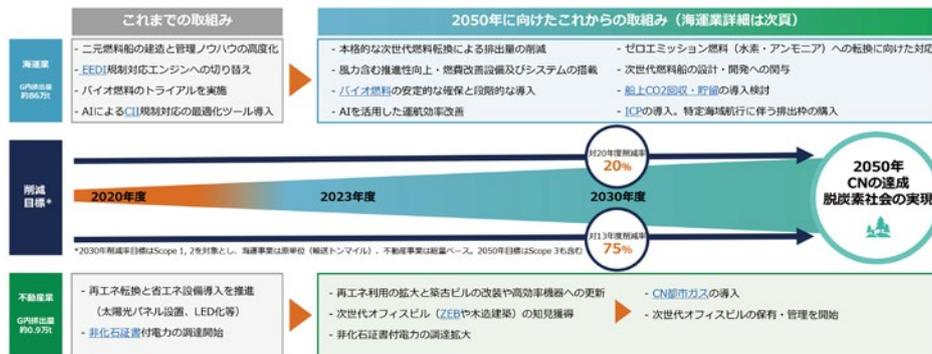 これまでの取組み
2050年に向けたこれからの取組み（海運業詳細は次頁）
海運業
G内排出量
約86万t
- 二元燃料船の建造と管理ノウハウの高度化
- EEDI規制対応エンジンへの切り替え
- バイオ燃料のトライアルを実施
- AIによるCII規制対応の最適化ツール導入
- 本格的な次世代燃料転換による排出量の削減
- 風力含む推進性向上・燃費改善設備及びシステムの搭載
- バイオ燃料の安定的な確保と段階的な導入
- AIを活用した運航効率改善
- ゼロエミッション燃料（水素・アンモニア）への転換に向けた対応
- 次世代燃料船の設計・開発への関与
- 船上CO2回収・貯留の導入検討
- ICPの導入。特定海域航行に伴う排出枠の購入
削減
目標*
対20年度削減率
20%
2020年度
2023年度
2030年度
対13年度削減率
75%
2050年
CNの達成
脱炭素社会の実現
*2030年削減率目標はScope 1, 2を対象とし、海運事業は原単位（輸送トンマイル）、不動産事業は総量ベース。2050年目標はScope 3も含む
不動産業
G内排出量
約0.9万t
- 再エネ転換と省エネ設備導入を推進
（太陽光パネル設置、LED化等）
- 非化石証書付電力の調達開始
- 再エネ利用の拡大と築古ビルの改装や高効率機器への更新
- 次世代オフィスビル（ZEBや木造建築）の知見獲得
- 非化石証書付電力の調達拡大
- CN都市ガスの導入
- 次世代オフィスビルの保有・管理を開始